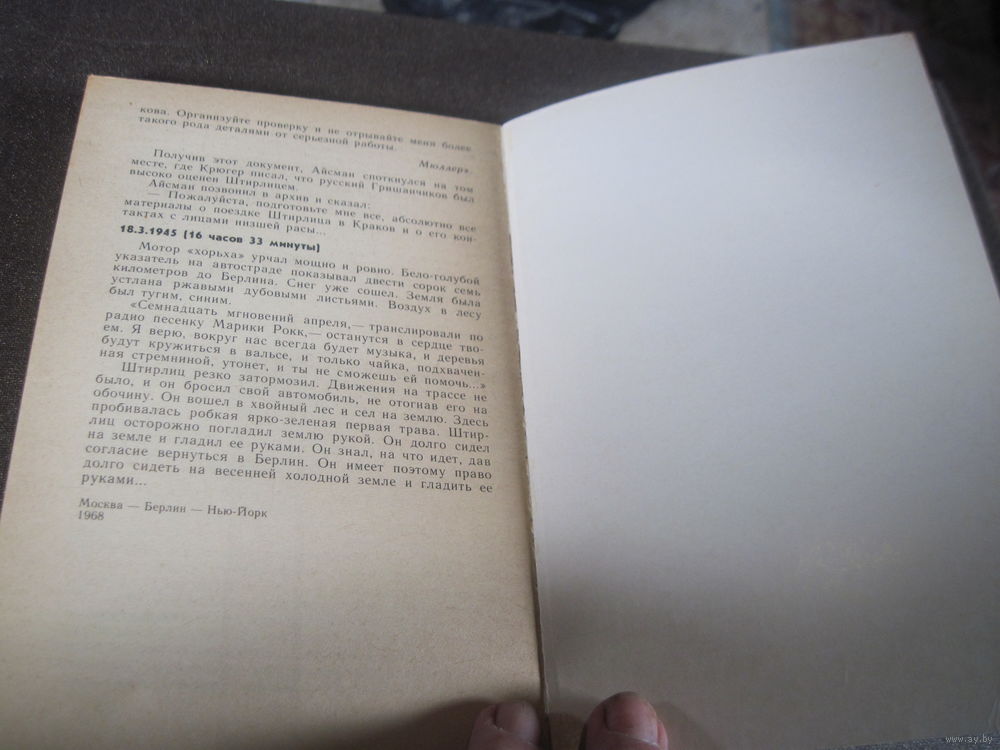 кова. Организуйте проверку и не отрывайте меня более
такого рода деталями от серьезной работы.
Мюллер».
Получив этот документ, Айсман споткнулся на том
месте, где Крюгер писал, что русский Гришанчиков был
высоко оценен Штирлицем.
Айсман позвонил в архив и сказал:
— Пожалуйста, подготовьте мне все, абсолютно все
материалы о поездке Штирлица в Краков и о его кон-
тактах с лицами низшей расы...
18.3.1945 (16 часов 33 минуты)
Мотор «хорьха» урчал мощно и ровно. Бело-голубой
указатель на автостраде показывал двести сорок семь
километров до Берлина. Снег уже сошел. Земля была
устлана ржавыми дубовыми листьями. Воздух в лесу
был тугим, синим.
«Семнадцать мгновений апреля,— транслировали по
радио песенку Марики Рокк,— останутся в сердце тво-
ем. Я верю, вокруг нас всегда будет музыка, и деревья
будут кружиться в вальсе, и только чайка, подхвачен-
ная стремниной, утонет, и ты не сможешь ей помочь...»
Штирлиц резко затормозил. Движения на трассе не
было, и он бросил свой автомобиль, не отогнав его на
обочину. Он вошел в хвойный лес и сел на землю. Здесь
пробивалась робкая ярко-зеленая первая трава. Штир-
лиц осторожно погладил землю рукой. Он долго сидел
на земле и гладил ее руками. Он знал, на что идет, дав
согласие вернуться в Берлин. Он имеет поэтому право
долго сидеть на весенней холодной земле и гладить ее
руками...
Москва — Берлин — Нью-Йорк
1968
www.ay.by